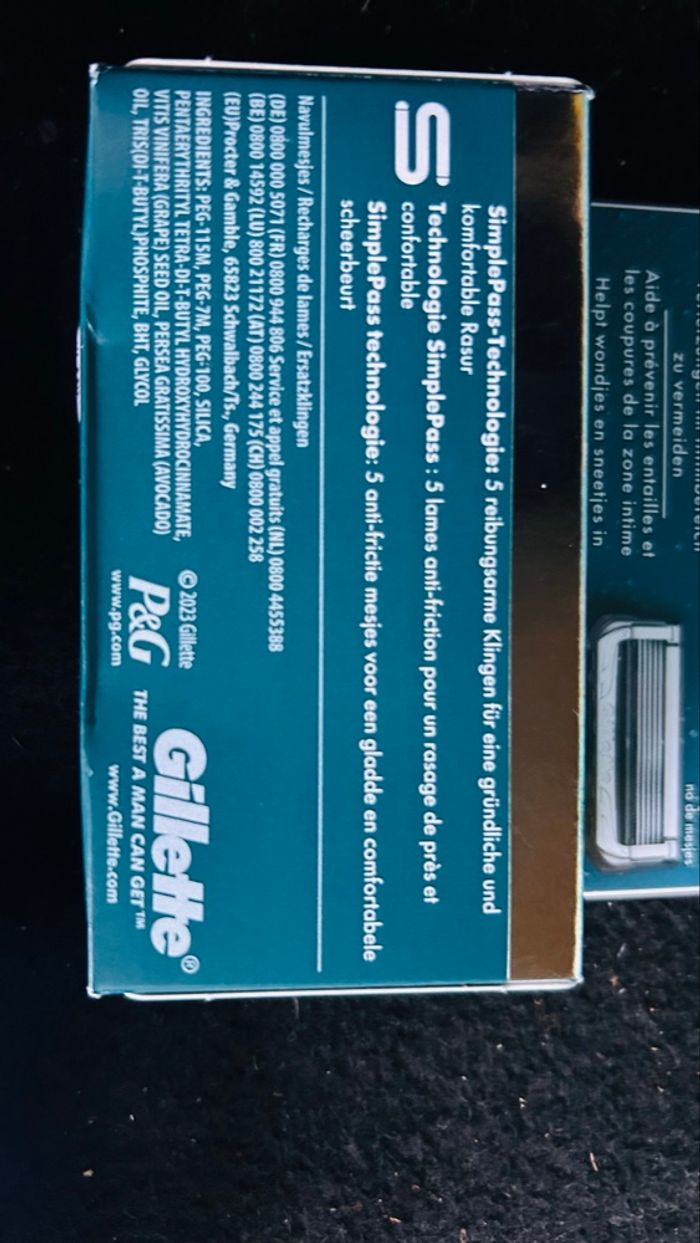 SimplePass-Technologie: 5 reibungsarme Klingen für eine gründliche und
komfortable Rasur
Technologie SimplePass : 5 lames anti-friction pour un rasage de près et
confortable
SimplePass technologie: 5 anti-frictie mesjes voor een gladde en comfortabele
scheerbeurt
Navulmesjes / Recharges de lames / Ersatzklingen
(DE) 0800 000 5071 (FR) 0800 944 806 Service et appel gratuits (NL) 0800 4455388
(BE) 0800 14592 (LU) 800 21172 (AT) 0800 244 175 (CH) 0800 002 258
(EU)Procter & Gamble, 65823 Schwalbach/Ts., Germany
INGREDIENTS: PEG-115M, PEG-7M, PEG-100, SILICA,
PENTAERYTHRITYL TETRA-DI-T-BUTYL HYDROXYHYDROCINNAMATE,
VITIS VINIFERA (GRAPE) SEED OIL, PERSEA GRATISSIMA (AVOCADO)
OIL, TRIS(DI-T-BUTYL)PHOSPHITE, BHT, GLYCOL
© 2023 Gillette
P&G
www.pg.com
Gillette®
THE BEST A MAN CAN GET™
www.Gillette.com
zu vermeiden
Aide à prévenir les entailles et
les coupures de la zone intime
Helpt wondjes en sneetjes in
de mesjes